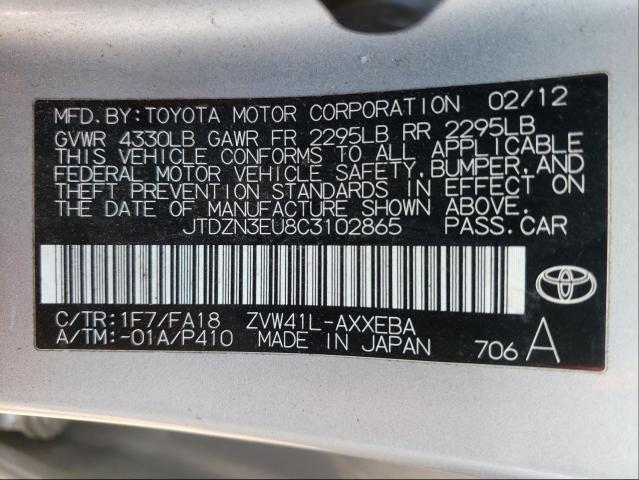 MFD.BY:TOYOTA MOTOR CORPORATION 02/12
GVWR 4330LB GAWR FR 2295LB RR 2295LB
THIS VEHICLE CONFORMS TO ALL APPLICABLE
FEDERAL MOTOR VEHICLE SAFETY,BUMPER,AND
THEFT PREVENTION STANDARDS IN EFFECT ON
THE DATE OF MANUFACTURE SHOWN ABOVE.
JTDZN3EU8C3102865 PASS.CAR
C/TR:1F7/FA18 ZVW41L-AXXEBA
A/TM:-01A/P410 MADE IN JAPAN 706 A